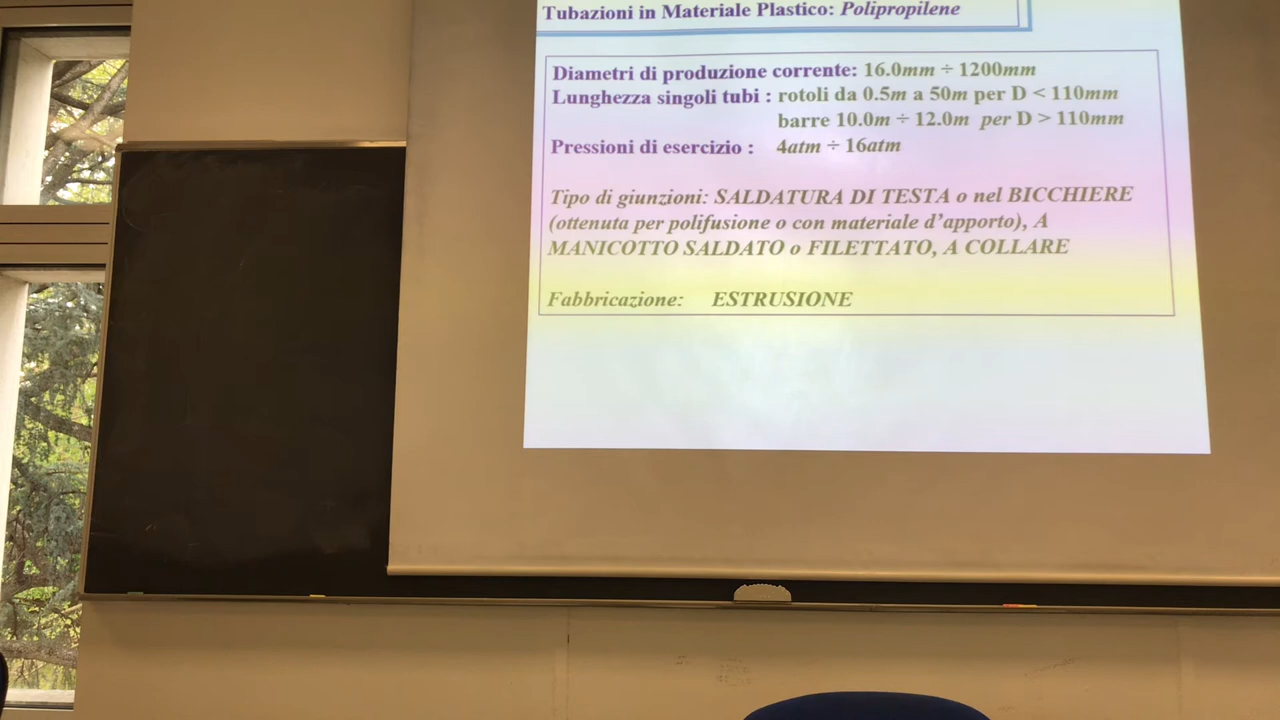 Tubazioni in Materiale Plastico: Polipropilene
Diametri di produzione corrente: 16.0mm ÷ 1200mm
Lunghezza singoli tubi : rotoli da 0.5m a 50m per D < 110mm
barre 10.0m ÷ 12.0m per D > 110mm
Pressioni di esercizio : 4atm ÷ 16atm
Tipo di giunzioni: SALDATURA DI TESTA o nel BICCHIERE
(ottenuta per polifusione o con materiale d'apporto), A
MANICOTTO SALDATO o FILETTATO, A COLLARE
Fabbricazione: ESTRUSIONE